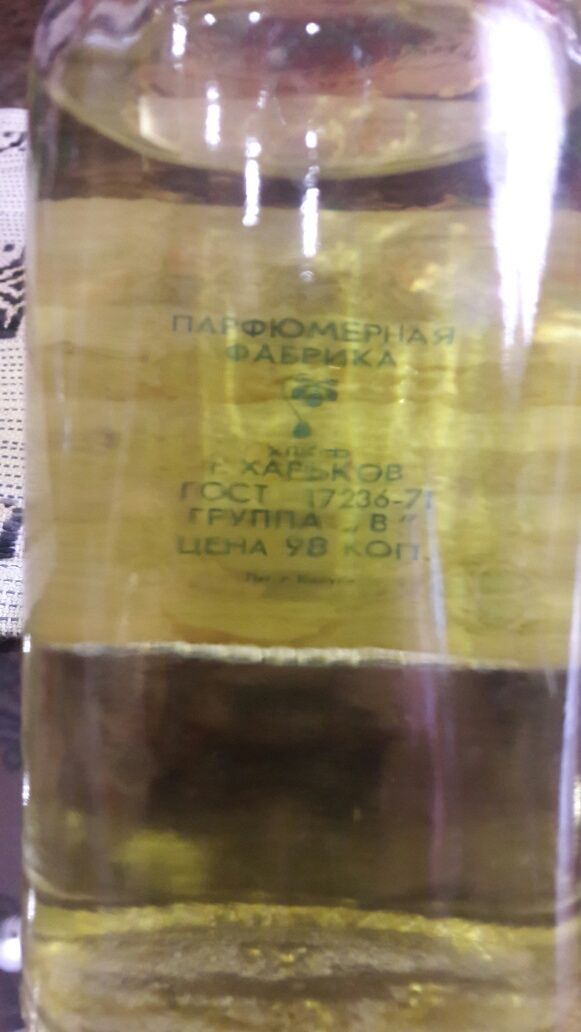 ПАРФЮМЕРНАЯ
ФАБРИКА
г. ХАРЬКОВ
ГОСТ 17236-71
ГРУППА „В"
ЦЕНА 98 КОП.